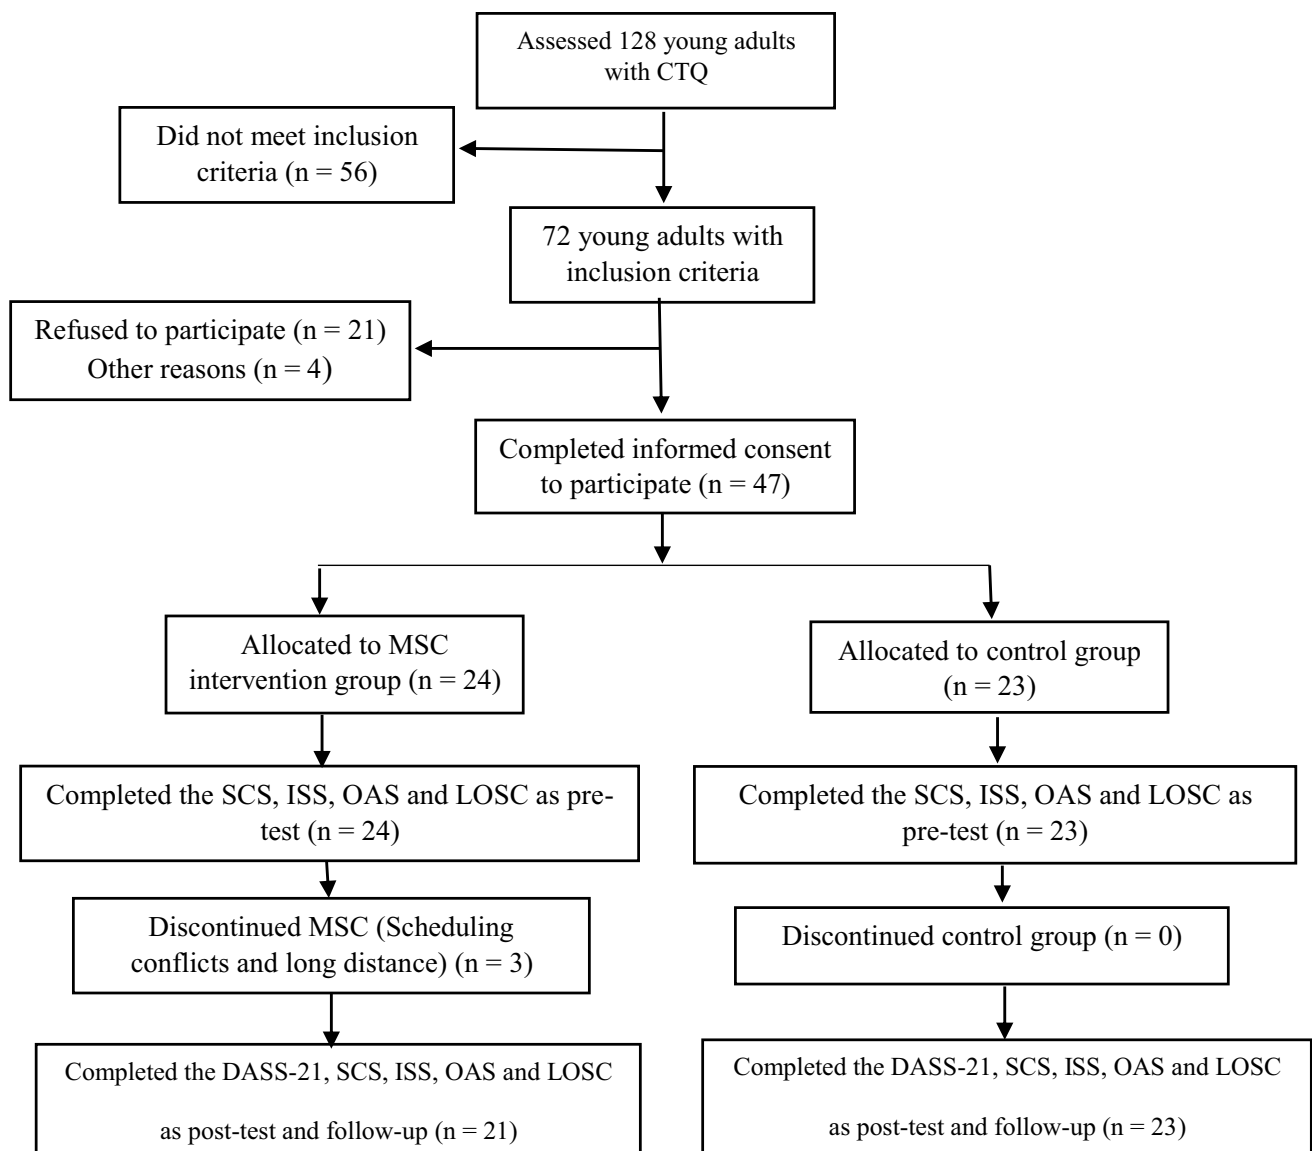 Assessed 128 young adults
with CTQ
Did not meet inclusion
criteria (n = 56)
72 young adults with
inclusion criteria
Refused to participate (n = 21)
Other reasons (n = 4)
Completed informed consent
to participate (n = 47)
Allocated to MSC
intervention group (n = 24)
Allocated to control group
(n = 23)
Completed the SCS, ISS, OAS and LOSC as pre-
test (n = 24)
Completed the SCS, ISS, OAS and LOSC as
pre-test (n = 23)
Discontinued MSC (Scheduling
conflicts and long distance) (n = 3)
Discontinued control group (n = 0)
Completed the DASS-21, SCS, ISS, OAS and LOSC
as post-test and follow-up (n = 21)
Completed the DASS-21, SCS, ISS, OAS and LOSC
as post-test and follow-up (n = 23)